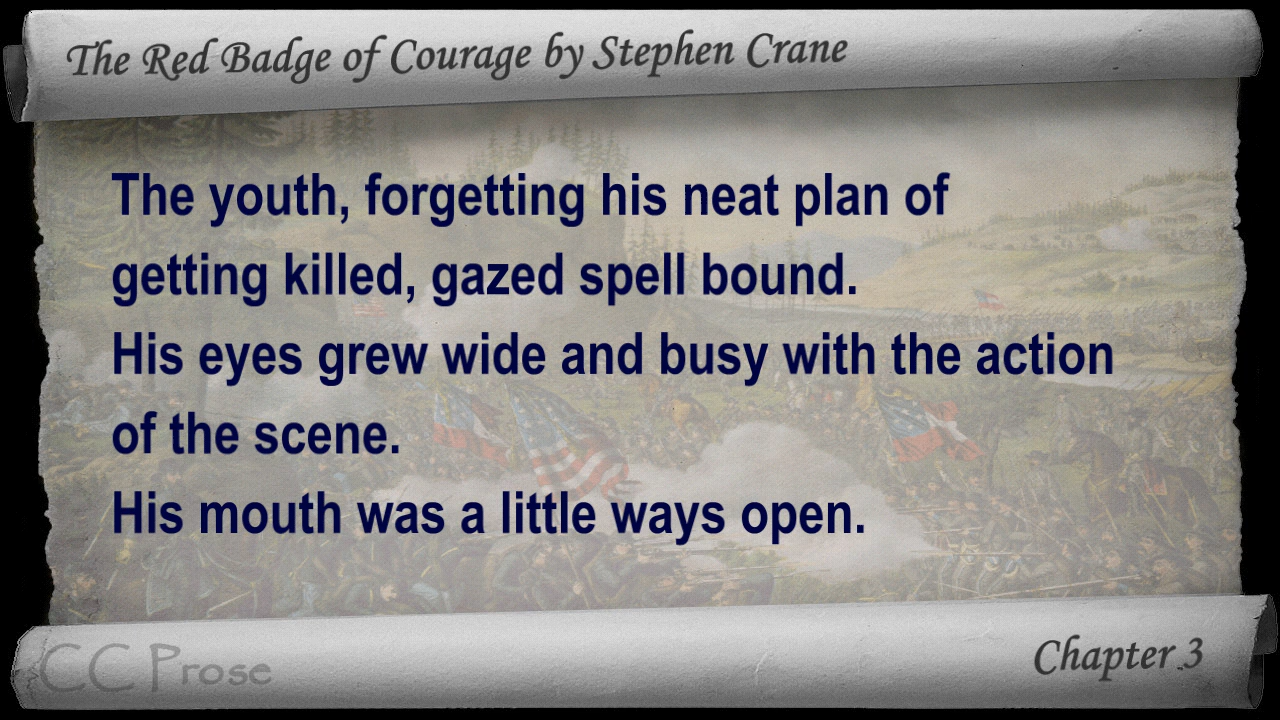 The Red Badge of Courage by Stephen Crane
The youth, forgetting his neat plan of
getting killed, gazed spell bound.
His eyes grew wide and busy with the action
of the scene.
His mouth was a little ways open.
CC Prose
Chapter 3